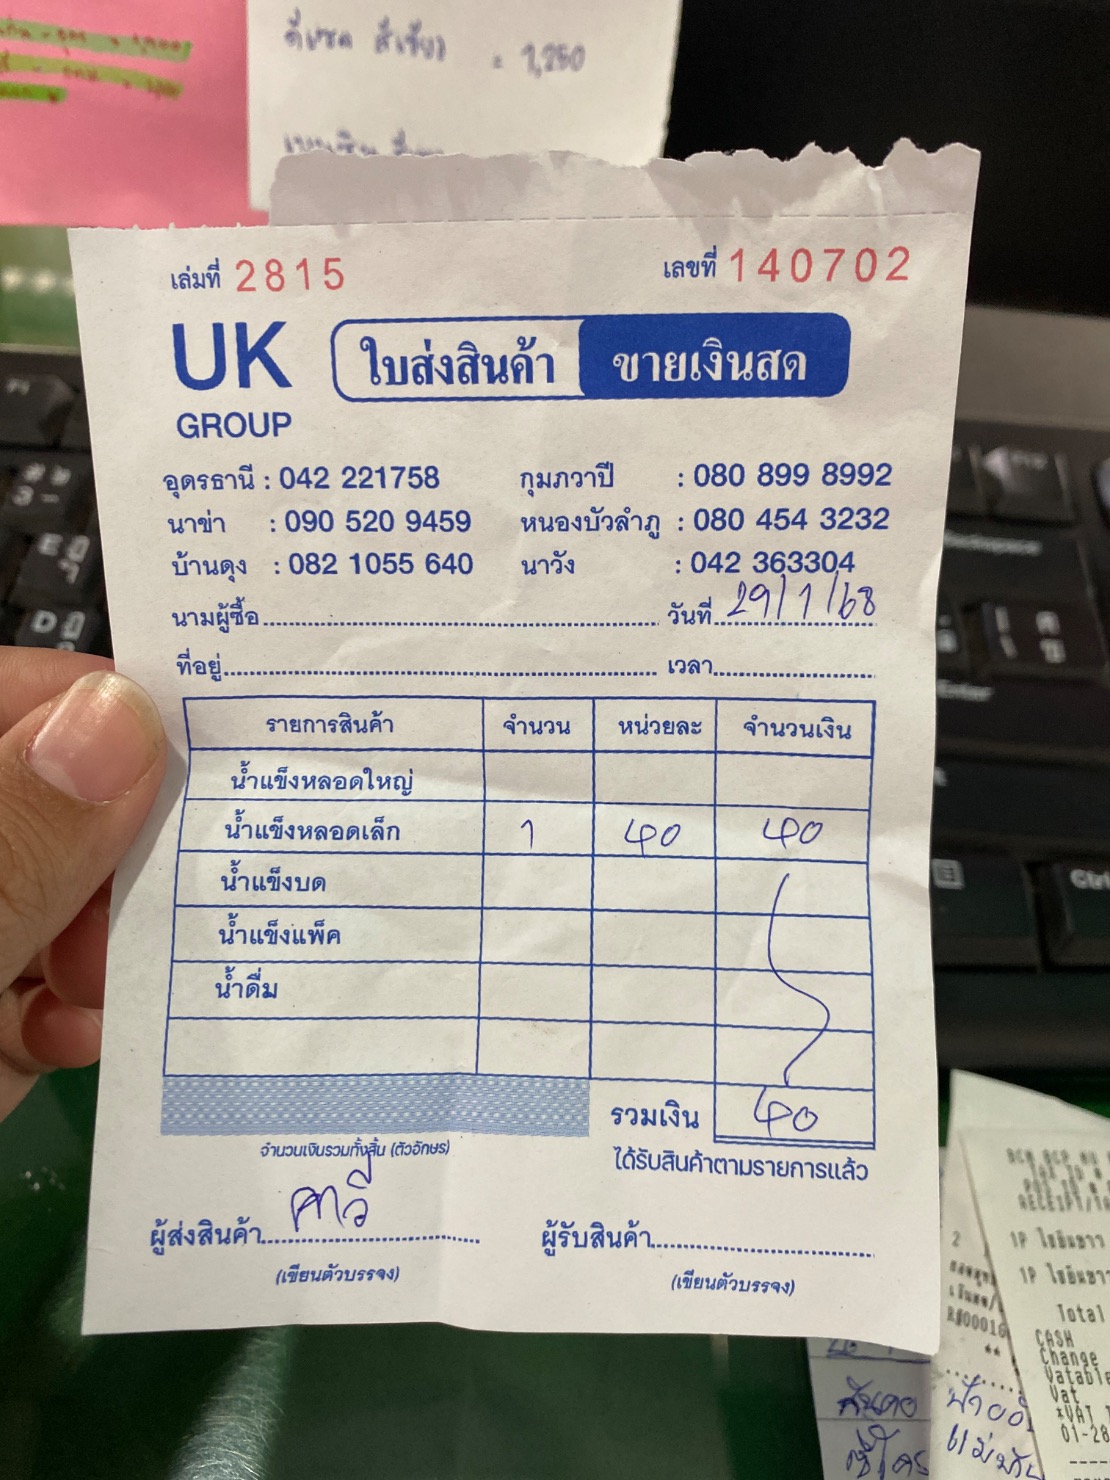 = 1,250
เล่มที่ 2815 เลขที่ 140702
UK
GROUP
ใบส่งสินค้า ขายเงินสด
อุดรธานี : 042 221758 กุมภวาปี : 080 899 8992
นาข่า : 090 520 9459 หนองบัวลำภู : 080 454 3232
บ้านดุง : 082 1055 640 นาวัง : 042 363304
นามผู้ซื้อ วันที่ 29/1/68
ที่อยู่ เวลา
รายการสินค้า จำนวน หน่วยละ จำนวนเงิน
น้ำแข็งหลอดใหญ่
น้ำแข็งหลอดเล็ก 1 40 40
น้ำแข็งบด
น้ำแข็งแพ็ค
น้ำดื่ม
รวมเงิน 40
จำนวนเงินรวมทั้งสิ้น (ตัวอักษร)
ได้รับสินค้าตามรายการแล้ว
ผู้ส่งสินค้า ศาวี ผู้รับสินค้า
(เขียนตัวบรรจง) (เขียนตัวบรรจง)
Backspace
Enter
Ctrl
Total
CASH
Change
Vatable
Vat